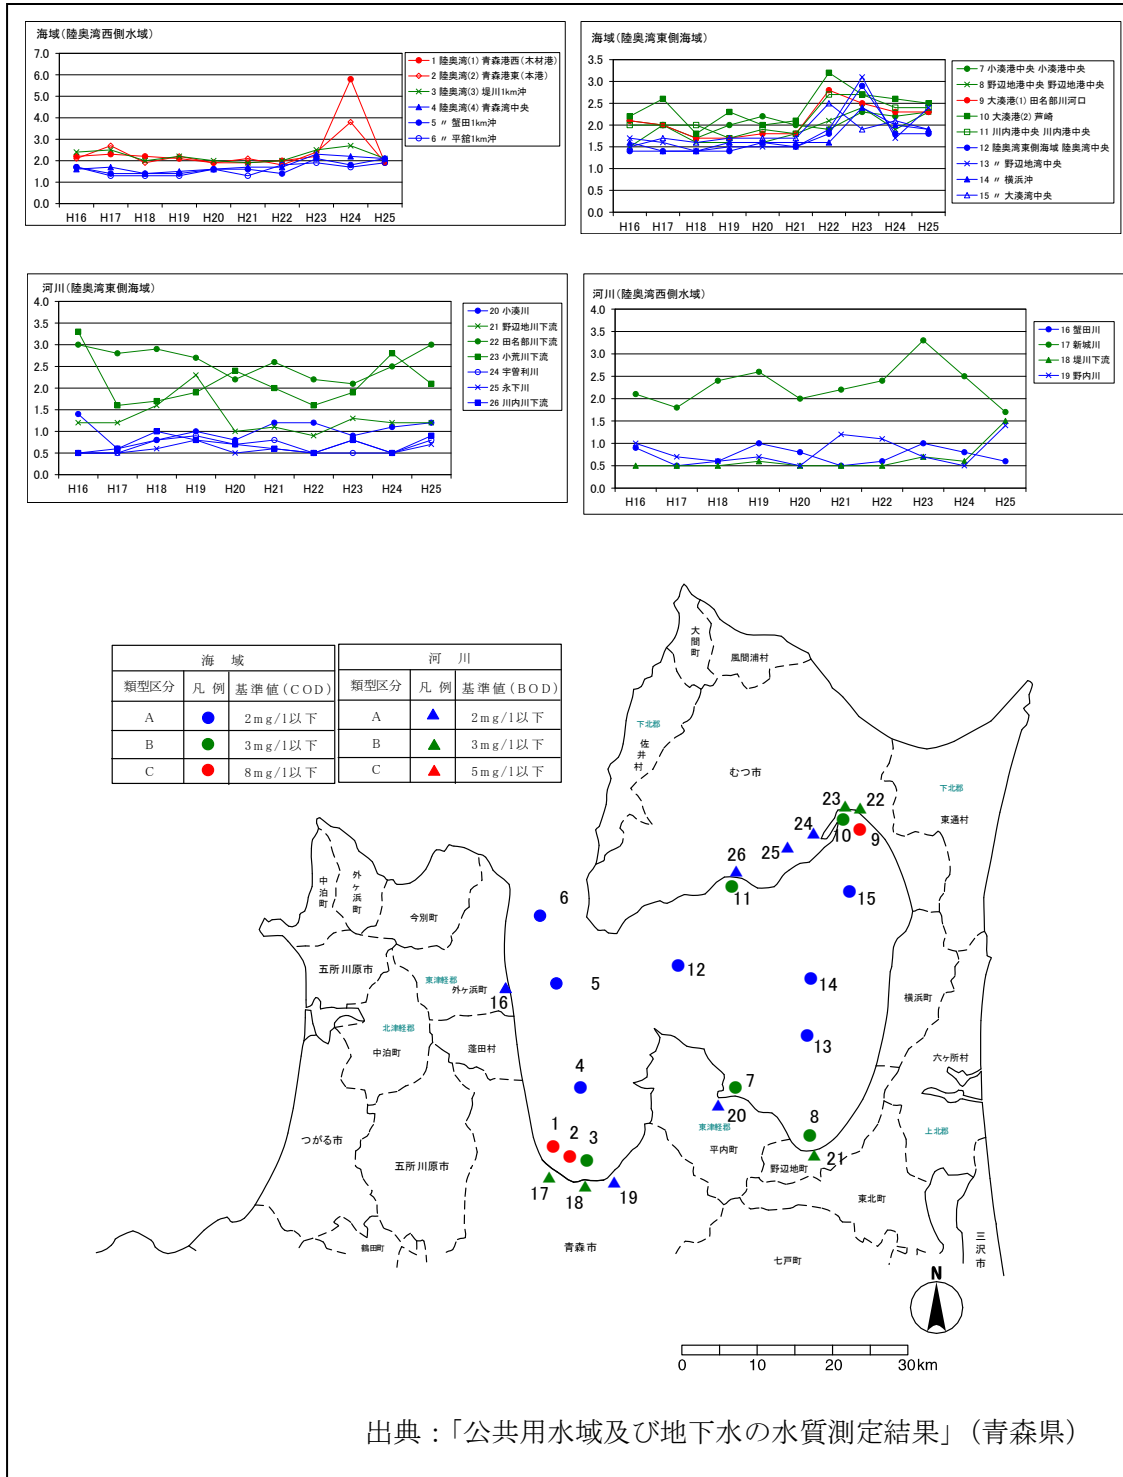 海域(陸奥湾西側水域)
7.0
6.0
5.0
4.0
3.0
2.0
1.0
0.0
H16 H17 H18 H19 H20 H21 H22 H23 H24 H25
1 陸奥湾(1) 青森港西(木材港)
2 陸奥湾(2) 青森港東(本港)
3 陸奥湾(3) 堤川1km沖
4 陸奥湾(4) 青森湾中央
5 〃 蟹田1km沖
6 〃 平舘1km沖
海域(陸奥湾東側海域)
3.5
3.0
2.5
2.0
1.5
1.0
0.5
0.0
H16 H17 H18 H19 H20 H21 H22 H23 H24 H25
7 小湊港中央 小湊港中央
8 野辺地港中央 野辺地港中央
9 大湊港(1) 田名部川河口
10 大湊港(2) 芦崎
11 川内港中央 川内港中央
12 陸奥湾東側海域 陸奥湾中央
13 〃 野辺地湾中央
14 〃 横浜沖
15 〃 大湊湾中央
河川(陸奥湾東側海域)
4.0
3.5
3.0
2.5
2.0
1.5
1.0
0.5
0.0
H16 H17 H18 H19 H20 H21 H22 H23 H24 H25
20 小湊川
21 野辺地川下流
22 田名部川下流
23 小荒川下流
24 宇曽利川
25 永下川
26 川内川下流
河川(陸奥湾西側水域)
4.0
3.5
3.0
2.5
2.0
1.5
1.0
0.5
0.0
H16 H17 H18 H19 H20 H21 H22 H23 H24 H25
16 蟹田川
17 新城川
18 堤川下流
19 野内川
海 域
類型区分 凡 例 基準値(COD)
A 2mg/l以下
B 3mg/l以下
C 8mg/l以下
河 川
類型区分 凡 例 基準値(BOD)
A 2mg/l以下
B 3mg/l以下
C 5mg/l以下
大間町
風間浦村
下北郡
佐井村
むつ市
下北郡
東通村
23
22
24
10
9
25
26
11
15
中泊町
外ヶ浜町
今別町
6
五所川原市
東津軽郡
外ヶ浜町
16
5
12
14
横浜町
北津軽郡
中泊町
蓬田村
13
六ヶ所村
4
7
20
8
東津軽郡
平内町
上北郡
つがる市
五所川原市
1
2
3
野辺地町
21
17
18
19
東北町
鶴田町
青森市
七戸町
三沢市
N
0 10 20 30km
出典：「公共用水域及び地下水の水質測定結果」（青森県）